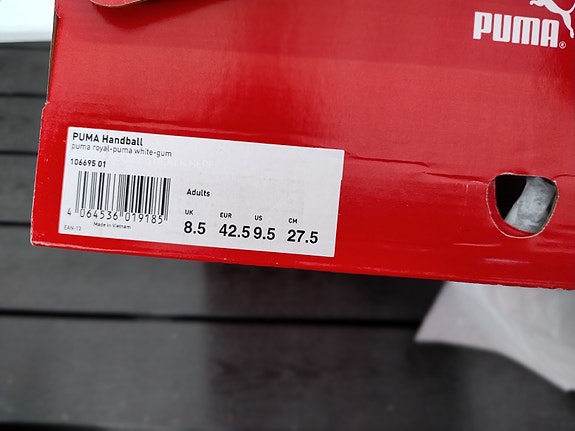 PUMA®
PUMA Handball
puma royal-puma white-gum
106695 01
Adults
UK EUR US CM
8.5 42.5 9.5 27.5
4 064536 019185
EAN-13 Made in Vietnam